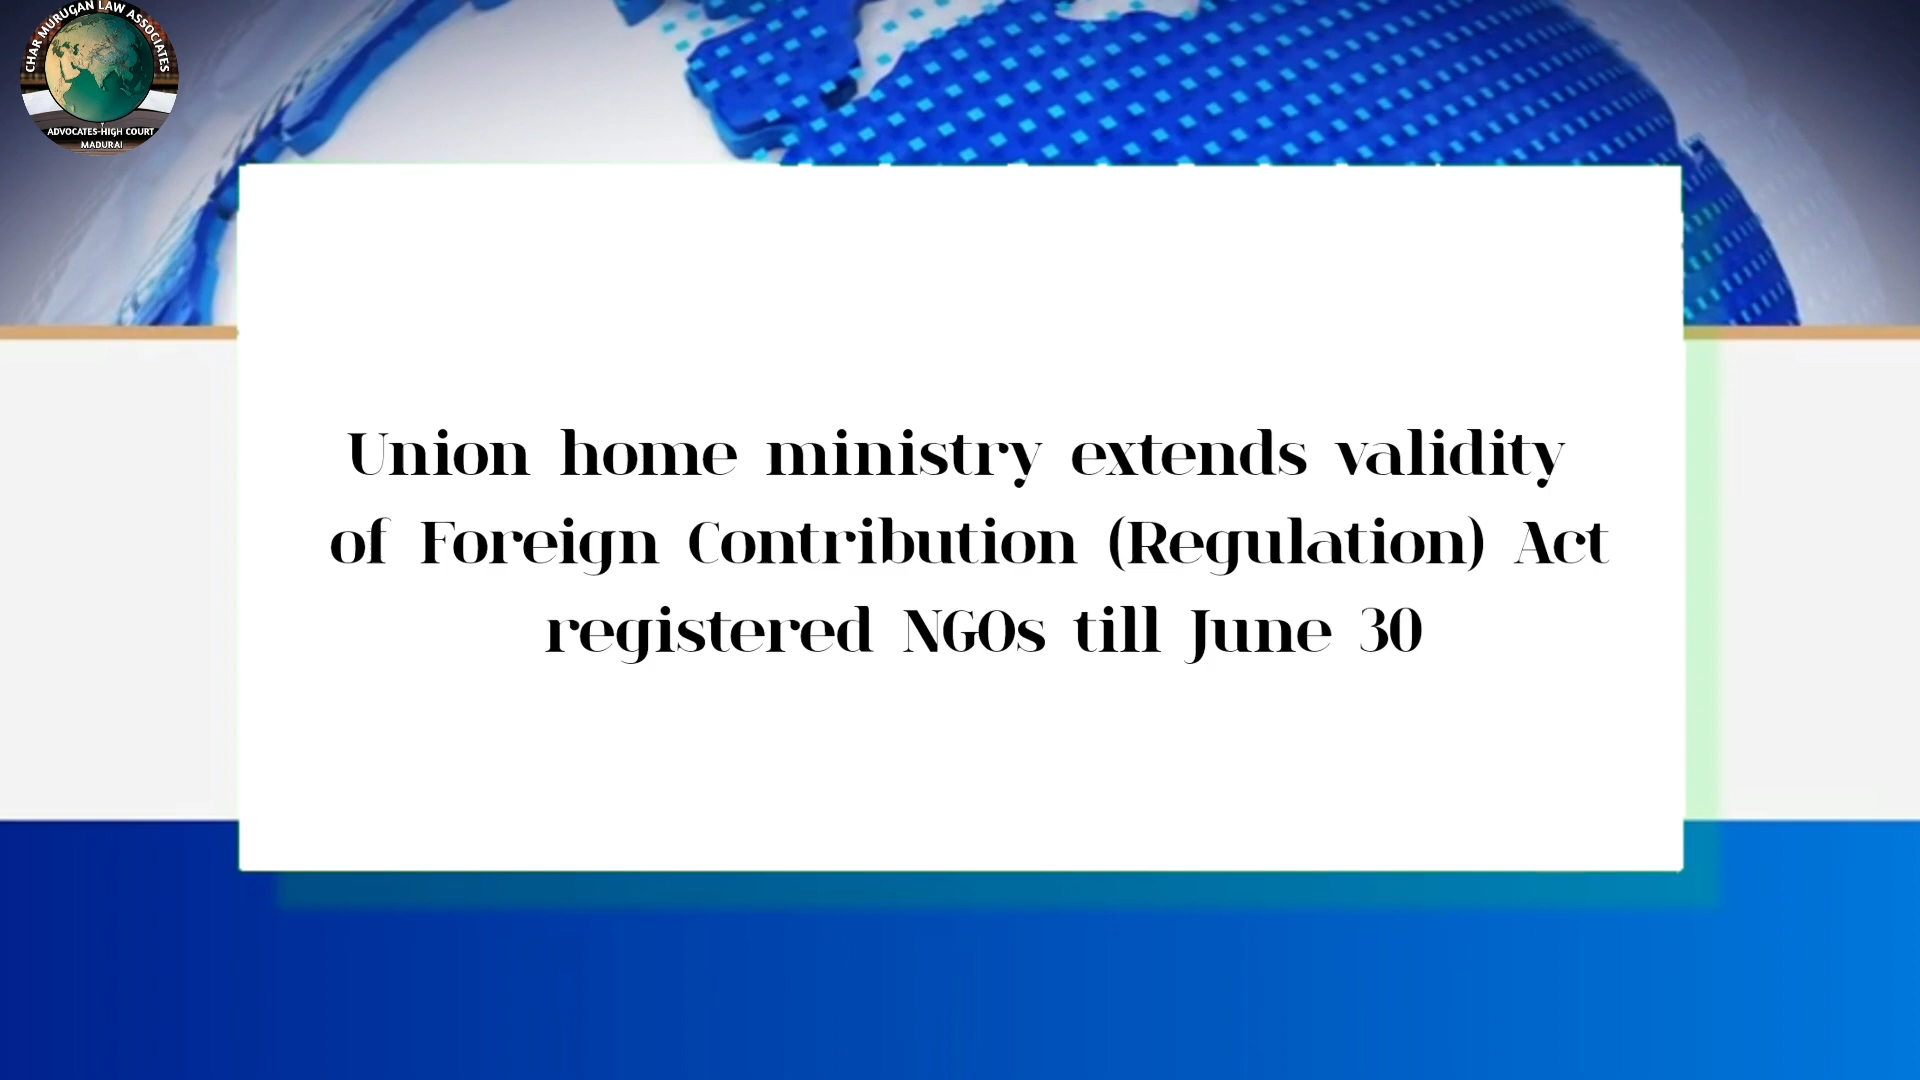 CHAR MURUGAN LAW ASSOCIATES
ADVOCATES-HIGH COURT
MADURAI
Union home ministry extends validity
of Foreign Contribution (Regulation) Act
registered NGOs till June 30